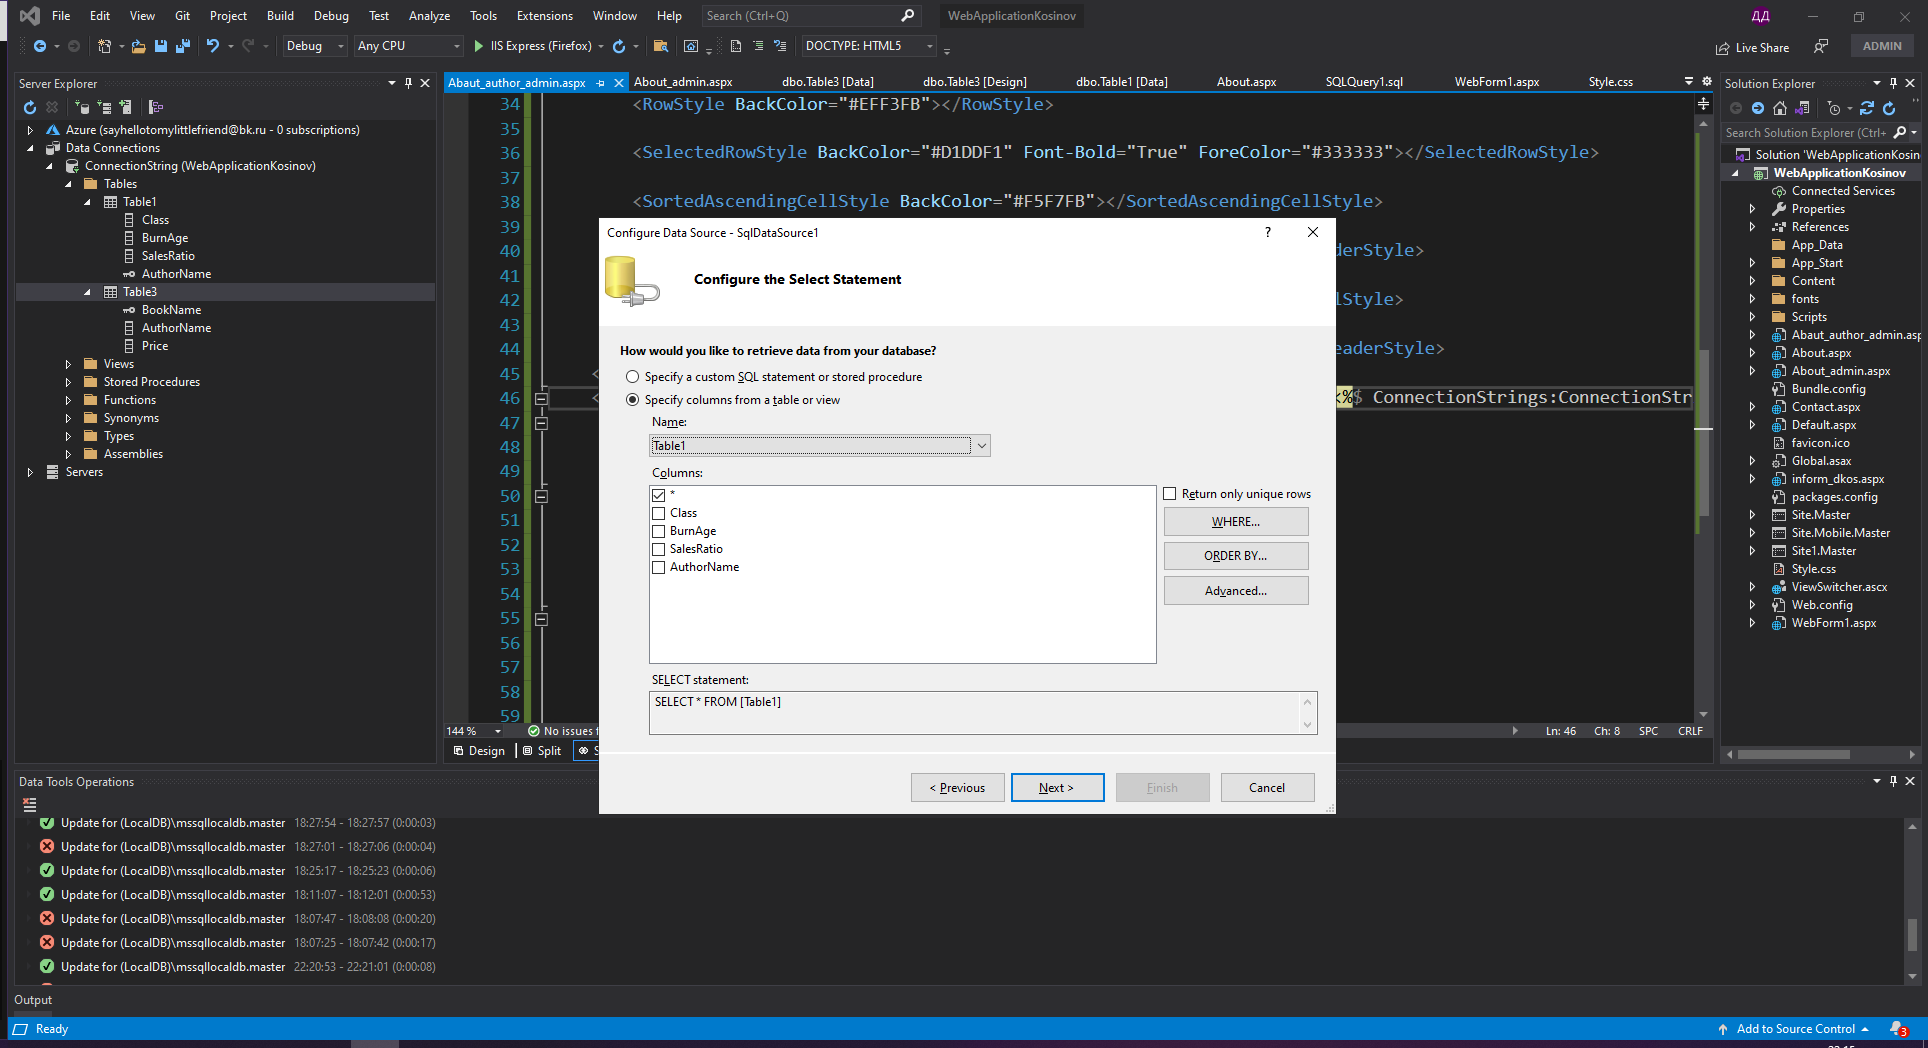 File Edit View Git Project Build Debug Test Analyze Tools Extensions Window Help Search (Ctrl+Q) WebApplicationKosinov ДД
Debug Any CPU IIS Express (Firefox) DOCTYPE: HTML5 Live Share ADMIN
Server Explorer
Azure (sayhellotomylittlefriend@bk.ru - 0 subscriptions)
Data Connections
ConnectionString (WebApplicationKosinov)
Tables
Table1
Class
BurnAge
SalesRatio
AuthorName
Table3
BookName
AuthorName
Price
Views
Stored Procedures
Functions
Synonyms
Types
Assemblies
Servers
Abaut_author_admin.aspx About_admin.aspx dbo.Table3 [Data] dbo.Table3 [Design] dbo.Table1 [Data] About.aspx SQLQuery1.sql WebForm1.aspx Style.css
34 <RowStyle BackColor="#EFF3FB"></RowStyle>
35
36 <SelectedRowStyle BackColor="#D1DDF1" Font-Bold="True" ForeColor="#333333"></SelectedRowStyle>
37
38 <SortedAscendingCellStyle BackColor="#F5F7FB"></SortedAscendingCellStyle>
39
40 derStyle>
41
42 lStyle>
43
44 eaderStyle>
45 <
46 < <%$ ConnectionStrings:ConnectionStr
47
48
49
50
51
52
53
54
55
56
57
58
59
144 % No issues
Ln: 46 Ch: 8 SPC CRLF
Design Split S
Configure Data Source - SqlDataSource1 ?
Configure the Select Statement
How would you like to retrieve data from your database?
Specify a custom SQL statement or stored procedure
Specify columns from a table or view
Name:
Table1
Columns:
*
Class
BurnAge
SalesRatio
AuthorName
Return only unique rows
WHERE...
ORDER BY...
Advanced...
SELECT statement:
SELECT * FROM [Table1]
< Previous Next > Finish Cancel
Solution Explorer
Search Solution Explorer (Ctrl+
Solution 'WebApplicationKosin
WebApplicationKosinov
Connected Services
Properties
References
App_Data
App_Start
Content
fonts
Scripts
Abaut_author_admin.asp
About.aspx
About_admin.aspx
Bundle.config
Contact.aspx
Default.aspx
favicon.ico
Global.asax
inform_dkos.aspx
packages.config
Site.Master
Site.Mobile.Master
Site1.Master
Style.css
ViewSwitcher.ascx
Web.config
WebForm1.aspx
Data Tools Operations
Update for (LocalDB)\mssqllocaldb.master 18:27:54 - 18:27:57 (0:00:03)
Update for (LocalDB)\mssqllocaldb.master 18:27:01 - 18:27:06 (0:00:04)
Update for (LocalDB)\mssqllocaldb.master 18:25:17 - 18:25:23 (0:00:06)
Update for (LocalDB)\mssqllocaldb.master 18:11:07 - 18:12:01 (0:00:53)
Update for (LocalDB)\mssqllocaldb.master 18:07:47 - 18:08:08 (0:00:20)
Update for (LocalDB)\mssqllocaldb.master 18:07:25 - 18:07:42 (0:00:17)
Update for (LocalDB)\mssqllocaldb.master 22:20:53 - 22:21:01 (0:00:08)
Output
Ready
Add to Source Control 3